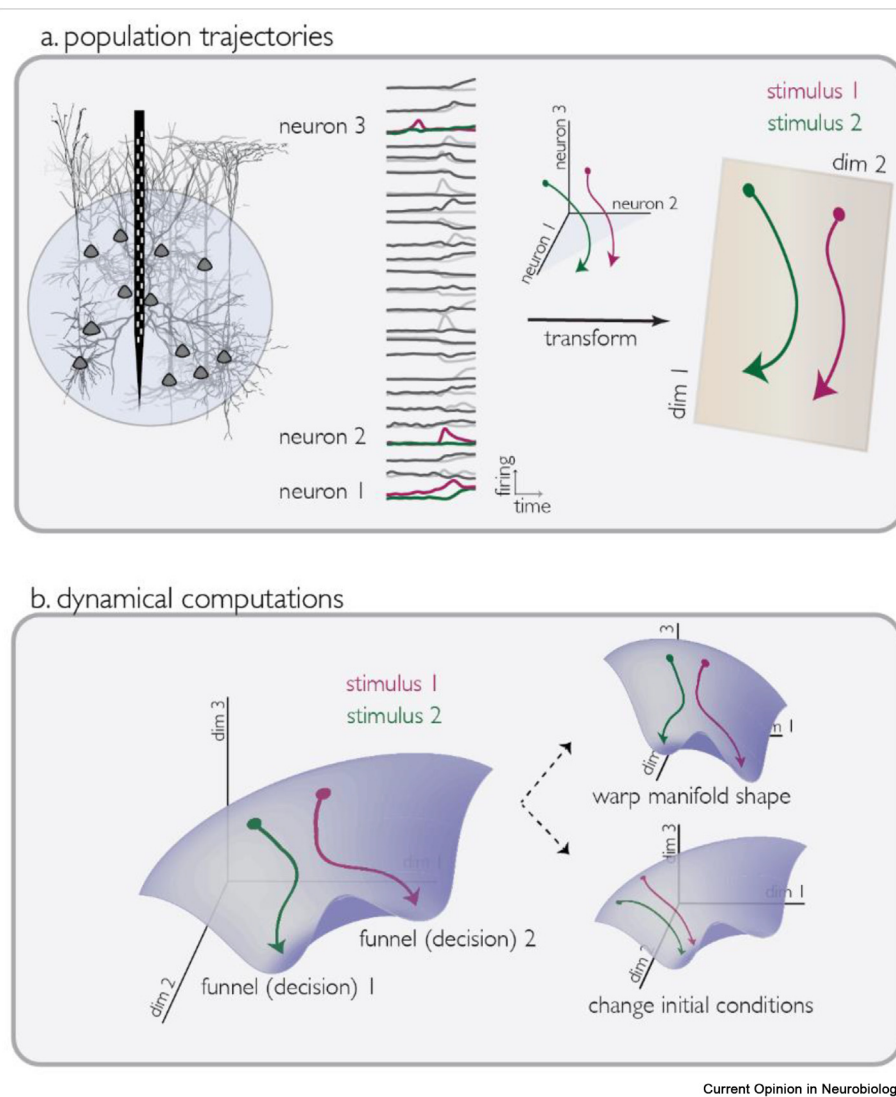 a. population trajectories
neuron 3
neuron 2
neuron 1
firing
time
neuron 3
neuron 2
neuron 1
transform
stimulus 1
stimulus 2
dim 2
dim 1
b. dynamical computations
stimulus 1
stimulus 2
dim 3
dim 1
dim 2
funnel (decision) 2
funnel (decision) 1
3
m 1
dim
warp manifold shape
dim 3
dim 1
dim 2
change initial conditions
Current Opinion in Neurobiolog